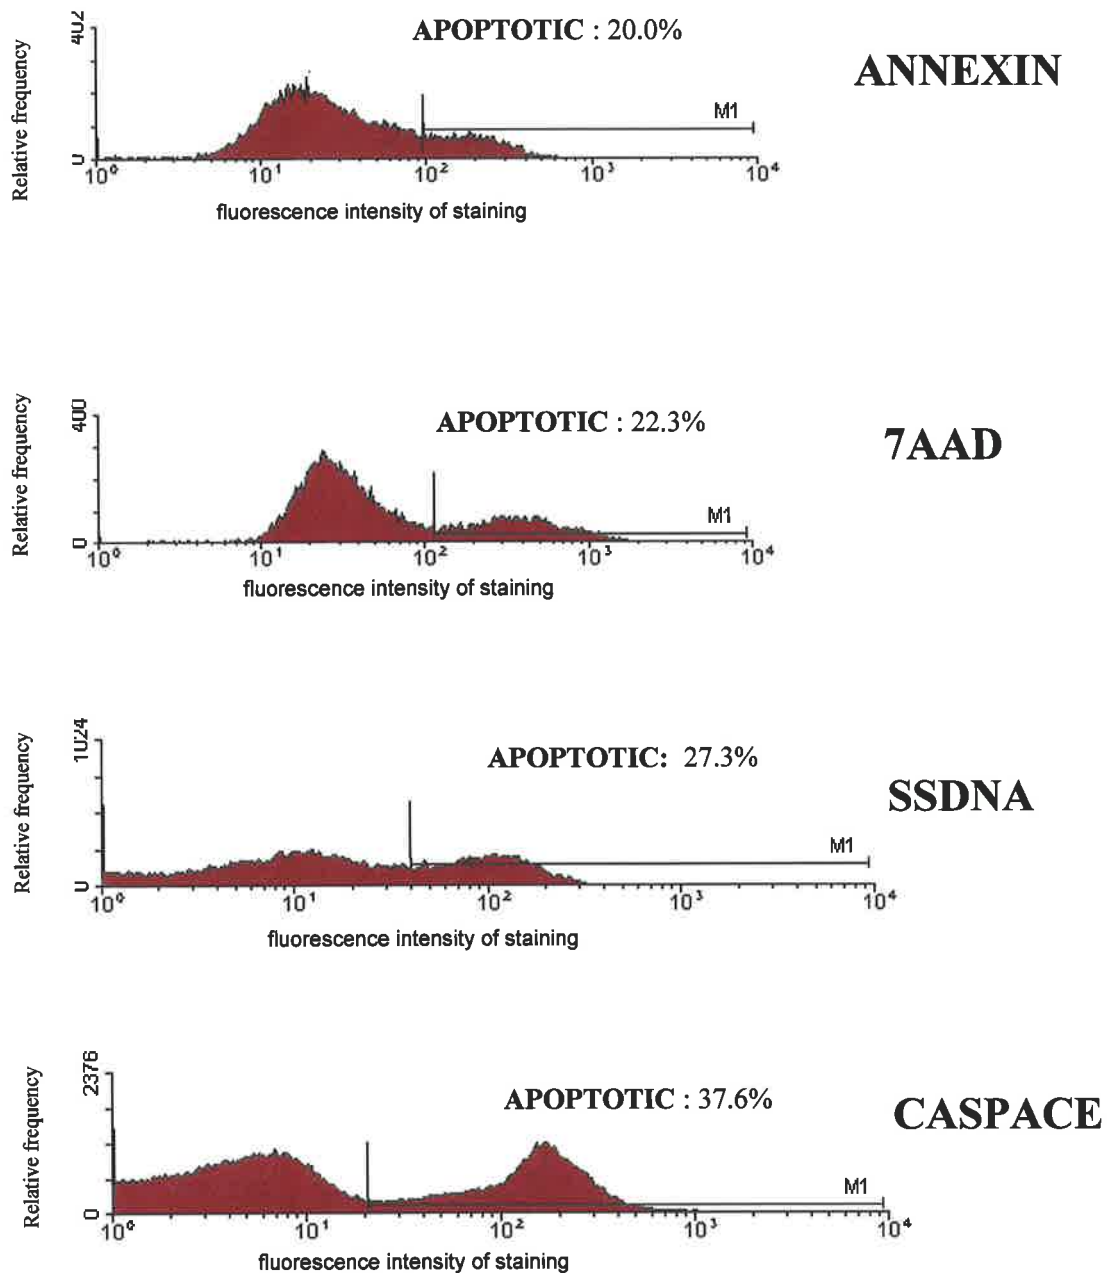 APOPTOTIC : 20.0%
ANNEXIN
Relative frequency
402
0
M1
10⁰ 10¹ 10² 10³ 10⁴
fluorescence intensity of staining
APOPTOTIC : 22.3%
7AAD
Relative frequency
400
0
M1
10⁰ 10¹ 10² 10³ 10⁴
fluorescence intensity of staining
APOPTOTIC: 27.3%
SSDNA
Relative frequency
1024
0
M1
10⁰ 10¹ 10² 10³ 10⁴
fluorescence intensity of staining
APOPTOTIC : 37.6%
CASPACE
Relative frequency
2376
0
M1
10⁰ 10¹ 10² 10³ 10⁴
fluorescence intensity of staining